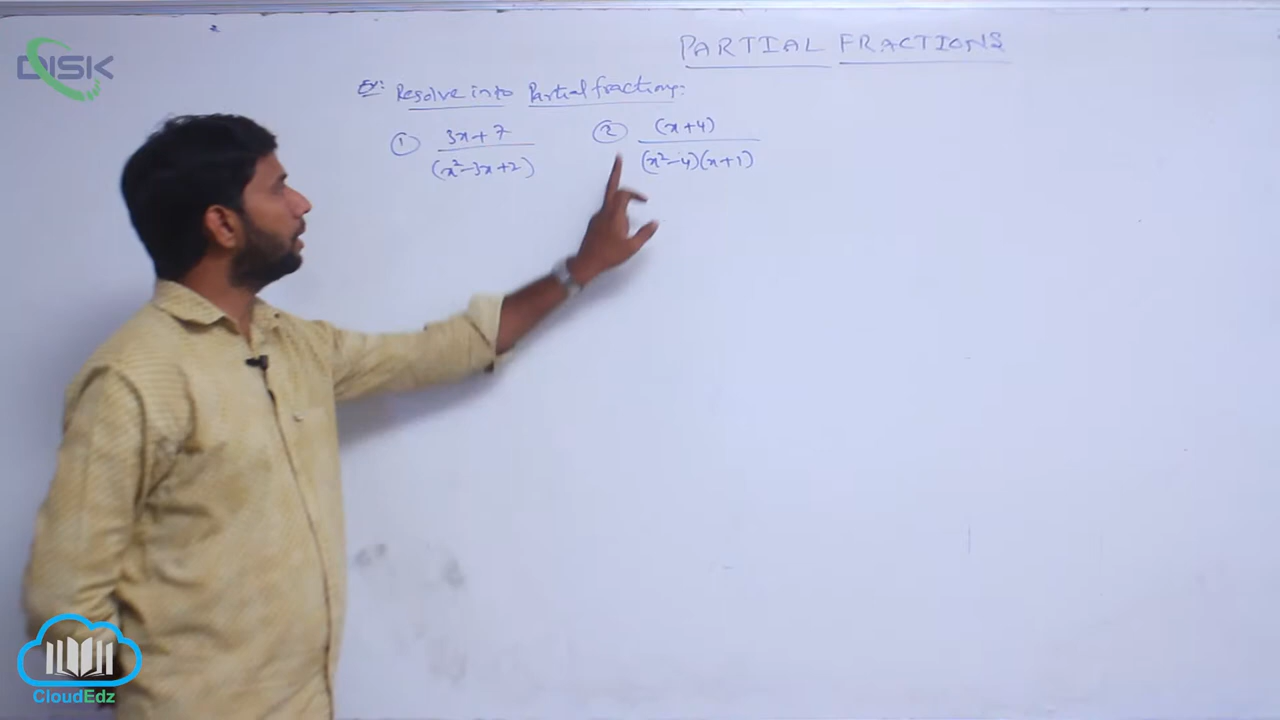 DISK
PARTIAL FRACTIONS
Ex: Resolve into Partial fractions:
① 3x+7 / (x²-3x+2) ② (x+4) / (x²-4)(x+1)
CloudEdz